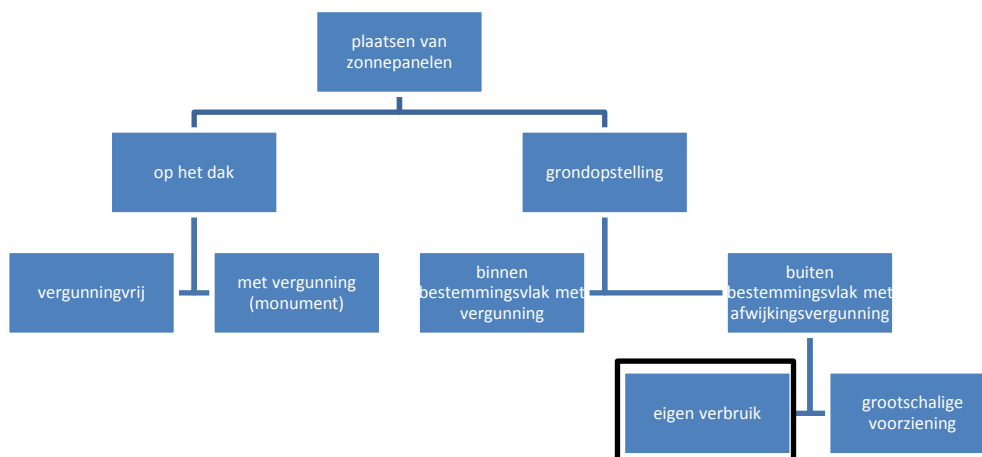 plaatsen van
zonnepanelen
op het dak
grondopstelling
vergunningvrij
met vergunning
(monument)
binnen
bestemmingsvlak met
vergunning
buiten
bestemmingsvlak met
afwijkingsvergunning
eigen verbruik
grootschalige
voorziening